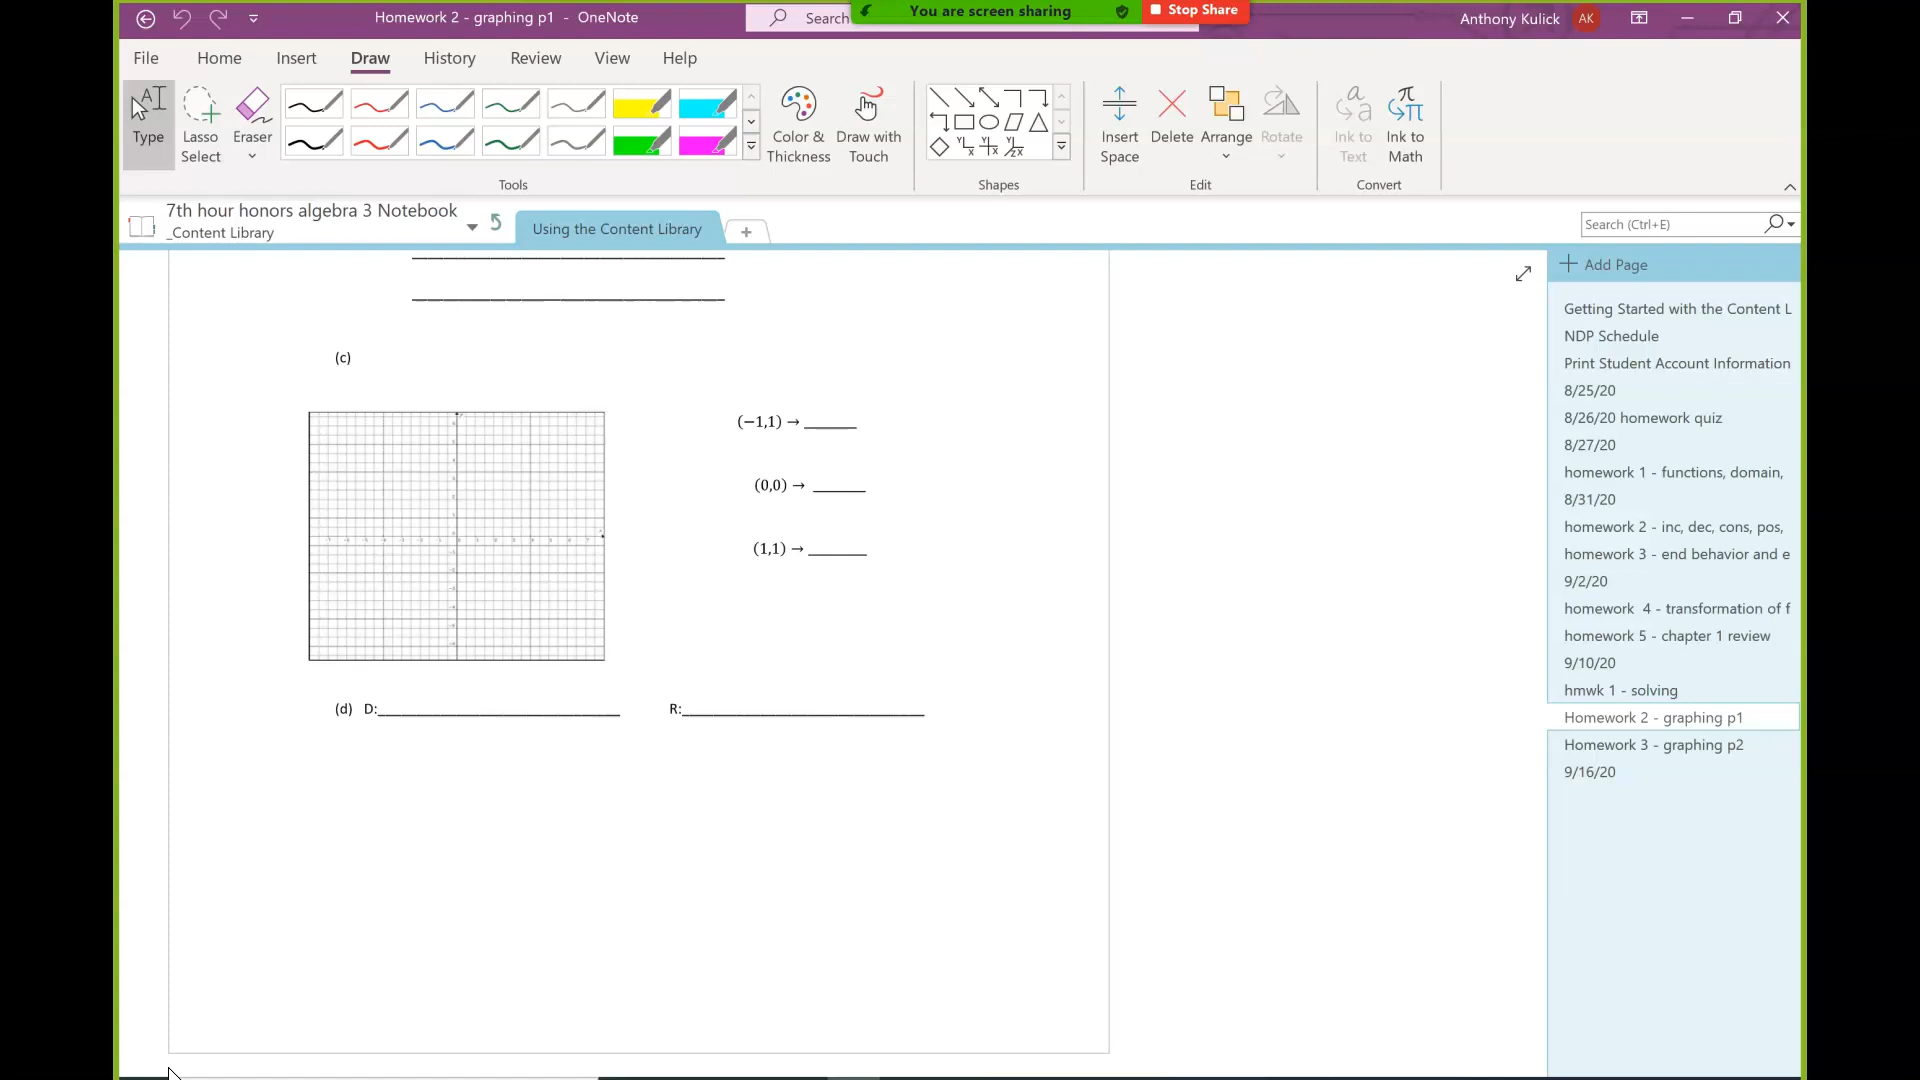 Homework 2 - graphing p1 - OneNote
Search
You are screen sharing
Stop Share
Anthony Kulick
AK
File Home Insert Draw History Review View Help
Type
Lasso Select
Eraser
Color & Thickness
Draw with Touch
Insert Space
Delete
Arrange
Rotate
Ink to Text
Ink to Math
Tools
Shapes
Edit
Convert
7th hour honors algebra 3 Notebook
_Content Library
Using the Content Library
Search (Ctrl+E)
Add Page
Getting Started with the Content L
NDP Schedule
Print Student Account Information
8/25/20
8/26/20 homework quiz
8/27/20
homework 1 - functions, domain,
8/31/20
homework 2 - inc, dec, cons, pos,
homework 3 - end behavior and e
9/2/20
homework 4 - transformation of f
homework 5 - chapter 1 review
9/10/20
hmwk 1 - solving
Homework 2 - graphing p1
Homework 3 - graphing p2
9/16/20
(c)
(−1,1) → ______
(0,0) → ______
(1,1) → _______
(d) D:______________________________ R:______________________________